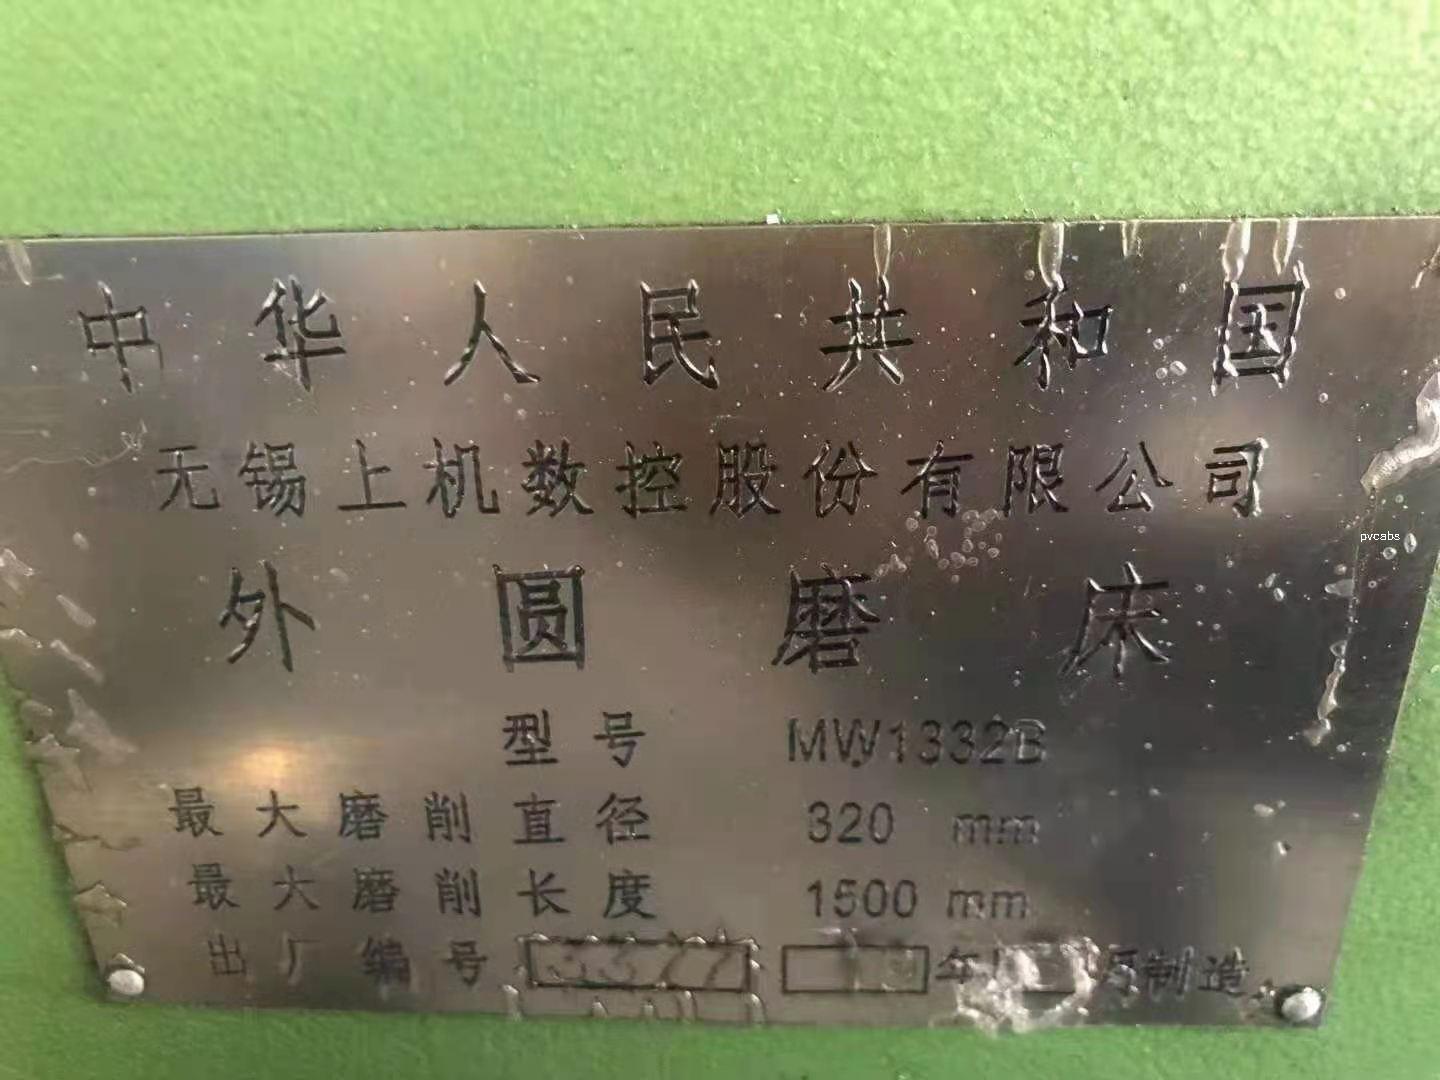 中华人民共和国
无锡上机数控股份有限公司
pvcabs
外圆磨床
型号 MW1332B
最大磨削直径 320 mm
最大磨削长度 1500 mm
出厂编号 3377 年 月制造